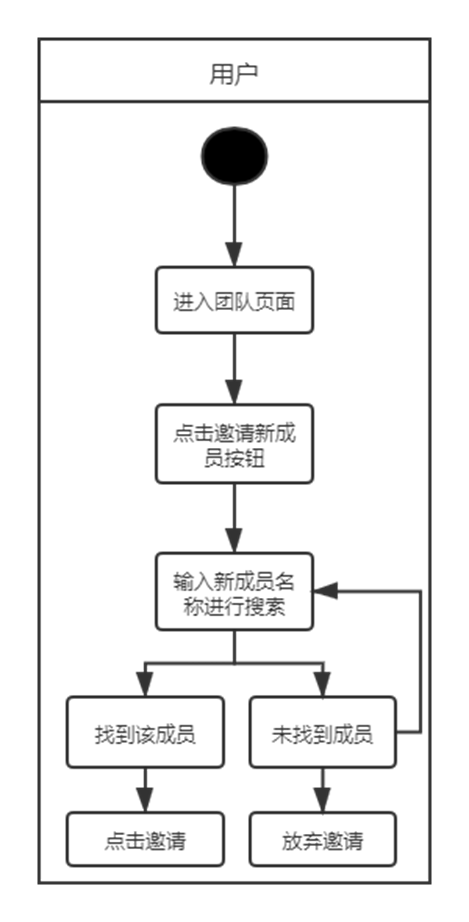 用户
进入团队页面
点击邀请新成
员按钮
输入新成员名
称进行搜索
找到该成员
未找到成员
点击邀请
放弃邀请